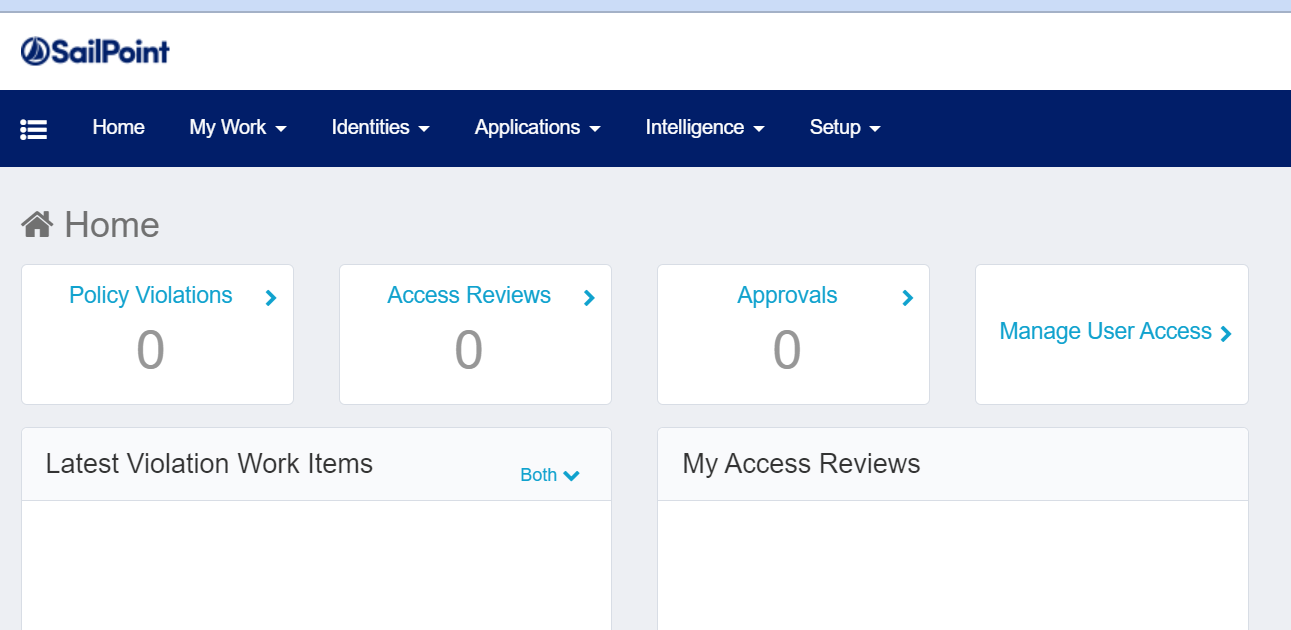 SailPoint
Home My Work Identities Applications Intelligence Setup
Home
Policy Violations Access Reviews Approvals Manage User Access
0 0 0
Latest Violation Work Items Both My Access Reviews